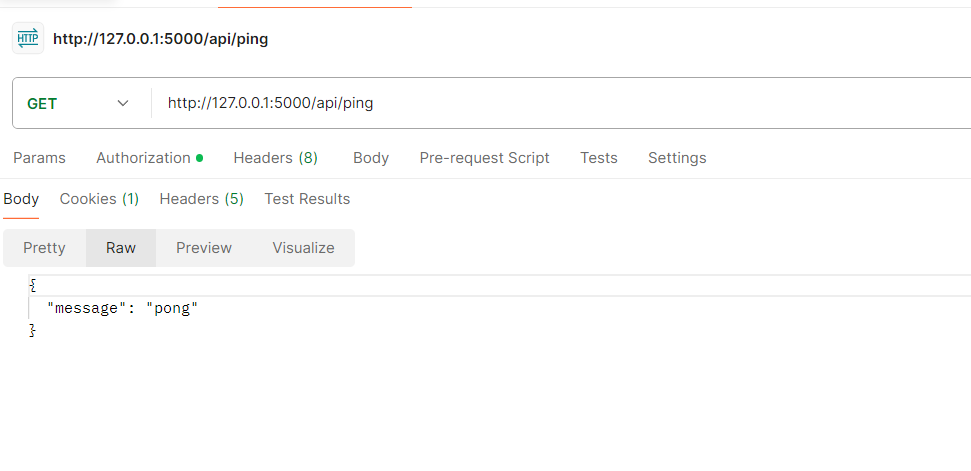 HTTP http://127.0.0.1:5000/api/ping
GET http://127.0.0.1:5000/api/ping
Params Authorization Headers (8) Body Pre-request Script Tests Settings
Body Cookies (1) Headers (5) Test Results
Pretty Raw Preview Visualize
{
"message": "pong"
}